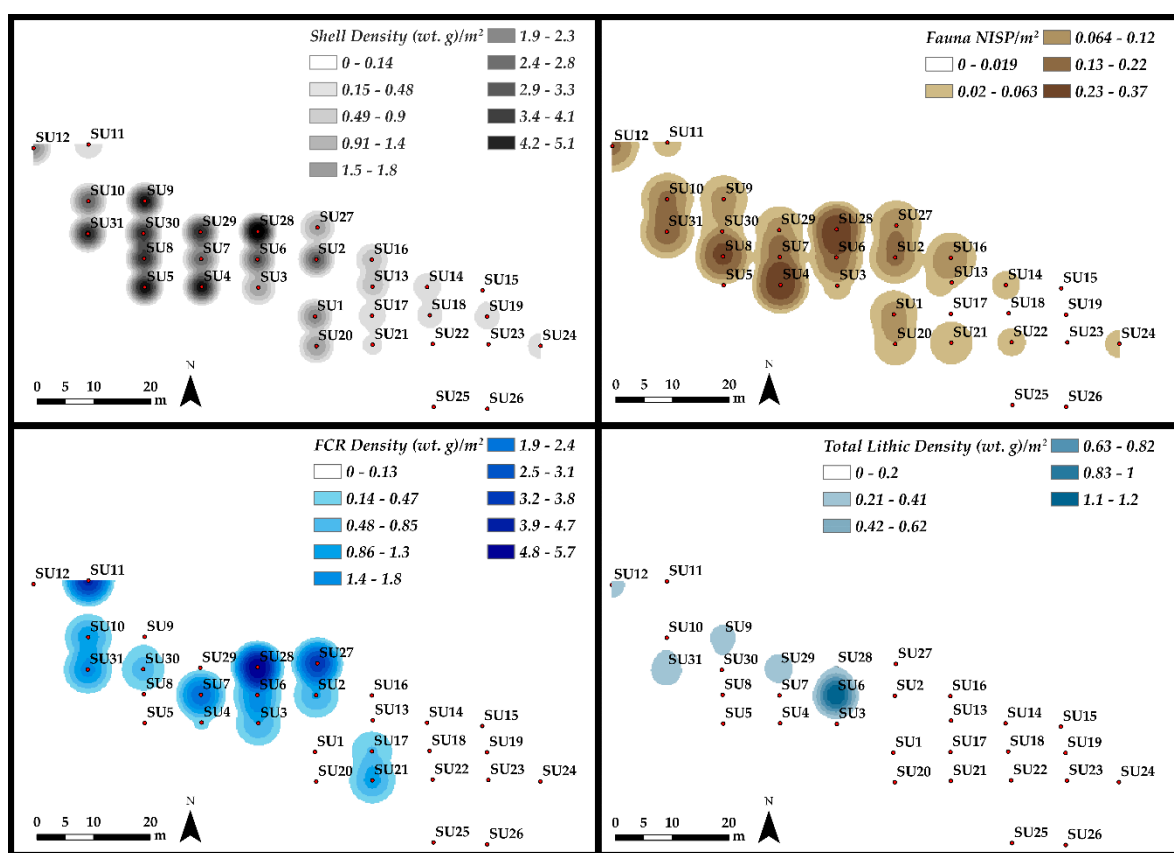 Shell Density (wt. g)/m²
0 - 0.14
0.15 - 0.48
0.49 - 0.9
0.91 - 1.4
1.5 - 1.8
1.9 - 2.3
2.4 - 2.8
2.9 - 3.3
3.4 - 4.1
4.2 - 5.1
SU12 SU11
SU10 SU9
SU31 SU30 SU29 SU28 SU27
SU8 SU7 SU6 SU2 SU16
SU5 SU4 SU3 SU13 SU14 SU15
SU1 SU17 SU18 SU19
SU20 SU21 SU22 SU23 SU24
SU25 SU26
N
0 5 10 20
m
Fauna NISP/m²
0 - 0.019
0.02 - 0.063
0.064 - 0.12
0.13 - 0.22
0.23 - 0.37
SU12 SU11
SU10 SU9
SU31 SU30 SU29 SU28 SU27
SU8 SU7 SU6 SU2 SU16
SU5 SU4 SU3 SU13 SU14 SU15
SU1 SU17 SU18 SU19
SU20 SU21 SU22 SU23 SU24
SU25 SU26
N
0 5 10 20
m
FCR Density (wt. g)/m²
0 - 0.13
0.14 - 0.47
0.48 - 0.85
0.86 - 1.3
1.4 - 1.8
1.9 - 2.4
2.5 - 3.1
3.2 - 3.8
3.9 - 4.7
4.8 - 5.7
SU12 SU11
SU10 SU9
SU31 SU30 SU29 SU28 SU27
SU8 SU7 SU6 SU2 SU16
SU5 SU4 SU3 SU13 SU14 SU15
SU1 SU17 SU18 SU19
SU20 SU21 SU22 SU23 SU24
SU25 SU26
N
0 5 10 20
m
Total Lithic Density (wt. g)/m²
0 - 0.2
0.21 - 0.41
0.42 - 0.62
0.63 - 0.82
0.83 - 1
1.1 - 1.2
SU12 SU11
SU10 SU9
SU31 SU30 SU29 SU28 SU27
SU8 SU7 SU6 SU2 SU16
SU5 SU4 SU3 SU13 SU14 SU15
SU1 SU17 SU18 SU19
SU20 SU21 SU22 SU23 SU24
SU25 SU26
N
0 5 10 20
m